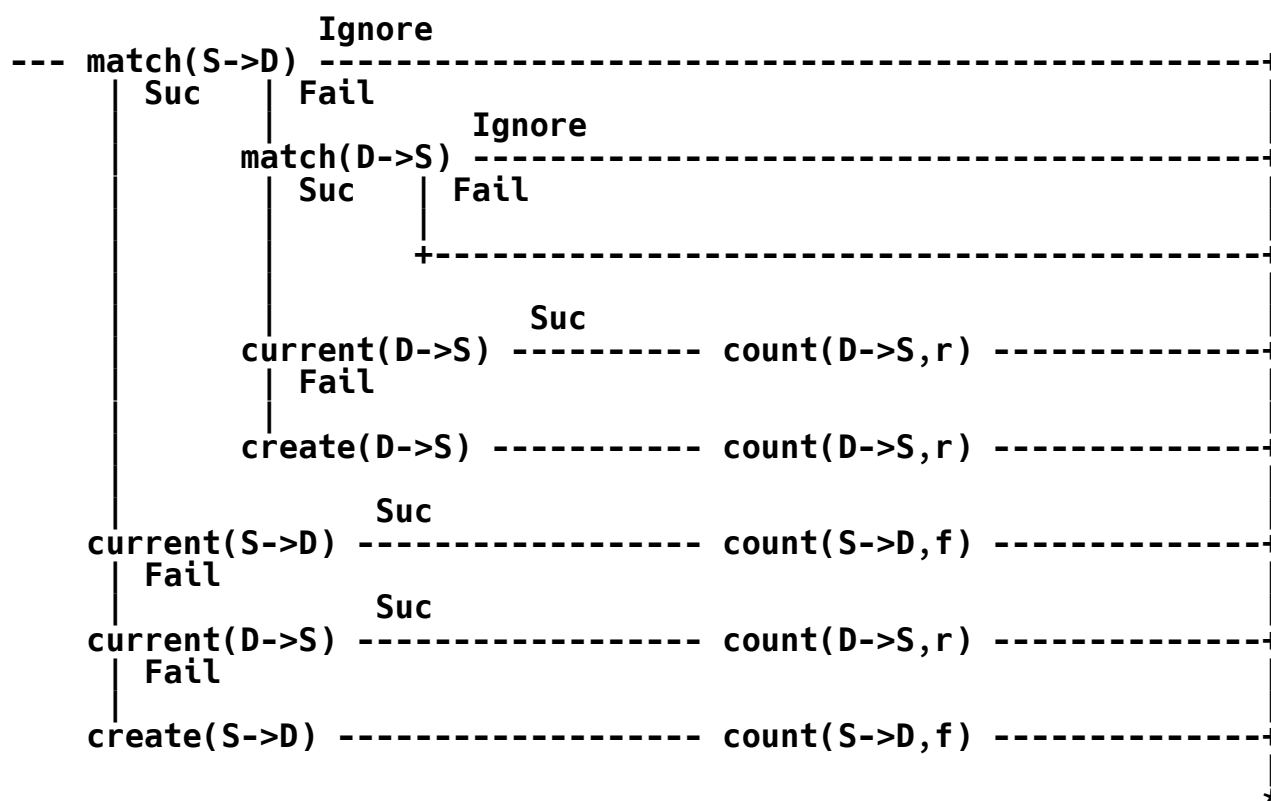 Ignore
--- match(S->D) -------------------------------------------------+
     | Suc   | Fail                                              |
     |       |          Ignore                                   |
     |      match(D->S) -----------------------------------------+
     |       | Suc   | Fail                                      |
     |       |       |                                           |
     |       |       +-------------------------------------------+
     |       |                                                   |
     |       |             Suc                                   |
     |      current(D->S) ---------- count(D->S,r) --------------+
     |       | Fail                                              |
     |       |                                                   |
     |      create(D->S) ----------- count(D->S,r) --------------+
     |                                                           |
     |             Suc                                           |
    current(S->D) ------------------ count(S->D,f) --------------+
     | Fail                                                      |
     |             Suc                                           |
    current(D->S) ------------------ count(D->S,r) --------------+
     | Fail                                                      |
     |                                                           |
    create(S->D) ------------------- count(S->D,f) --------------+
                                                                 |
                                                                 *